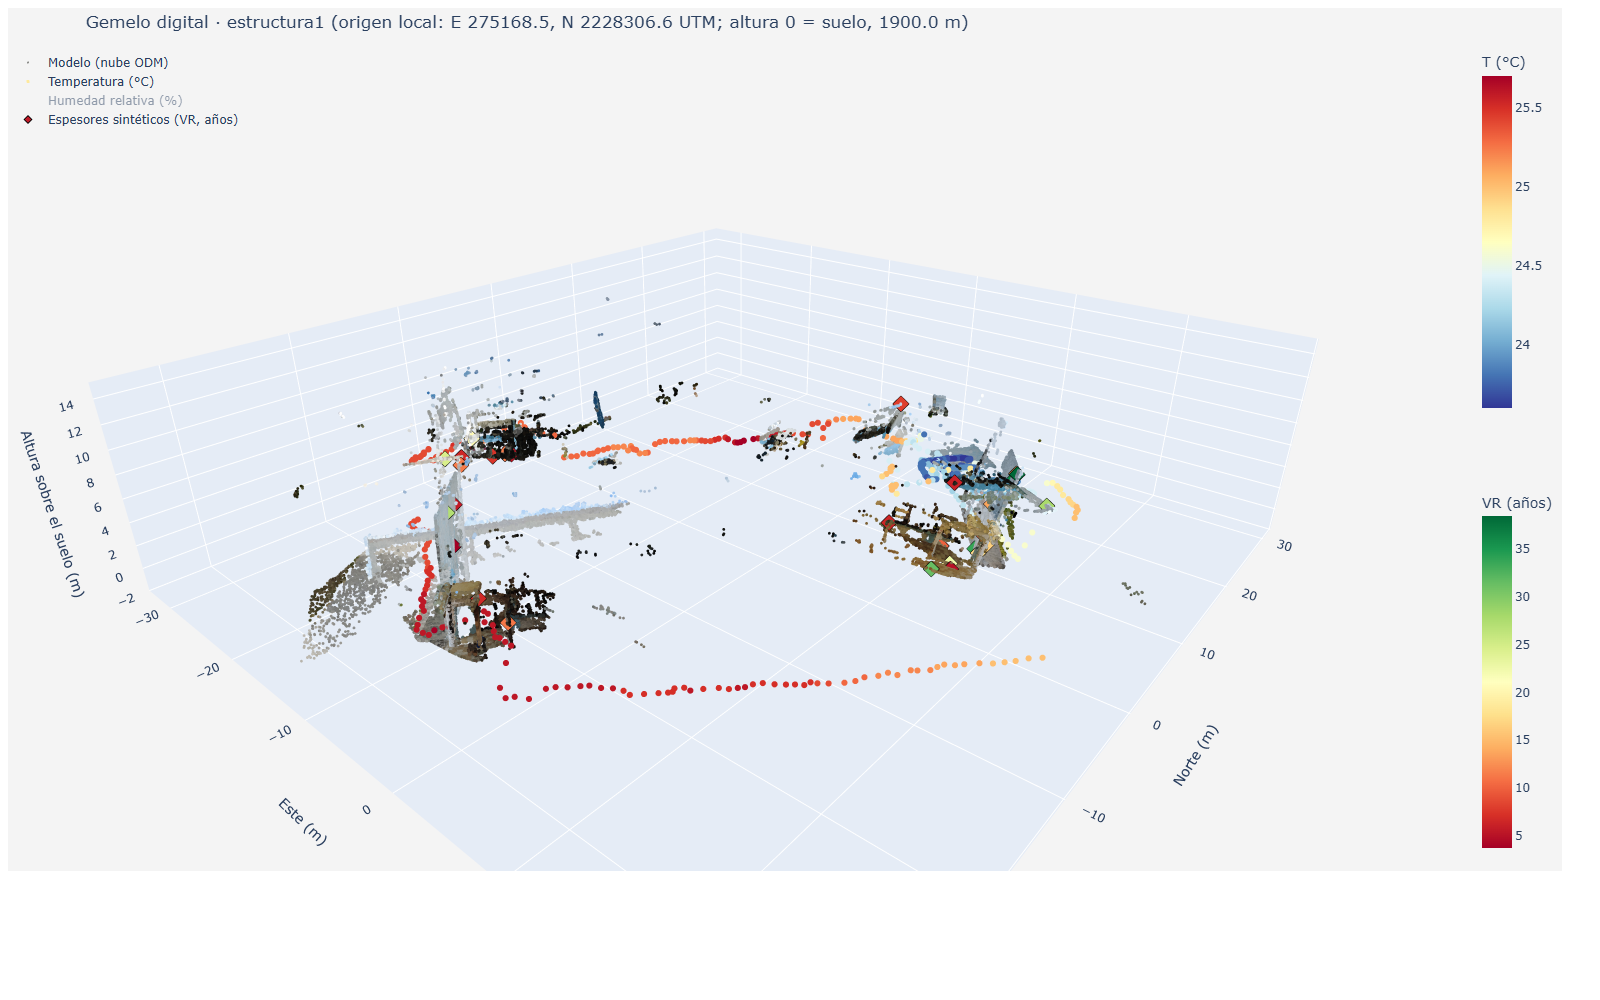 Gemelo digital · estructura1 (origen local: E 275168.5, N 2228306.6 UTM; altura 0 = suelo, 1900.0 m)
Modelo (nube ODM)
Temperatura (°C)
Humedad relativa (%)
Espesores sintéticos (VR, años)
T (°C)
25.5
25
24.5
24
VR (años)
35
30
25
20
15
10
5
Altura sobre el suelo (m)
14
12
10
8
6
4
2
0
−2
−30
−20
−10
0
Este (m)
30
20
10
0
−10
Norte (m)